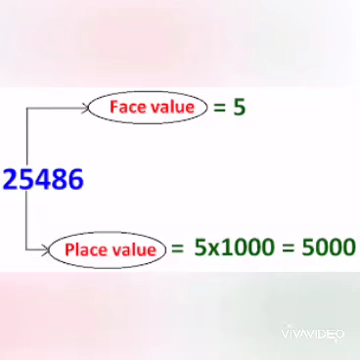 Face value = 5
25486
Place value = 5x1000 = 5000
VIVAVIDEO